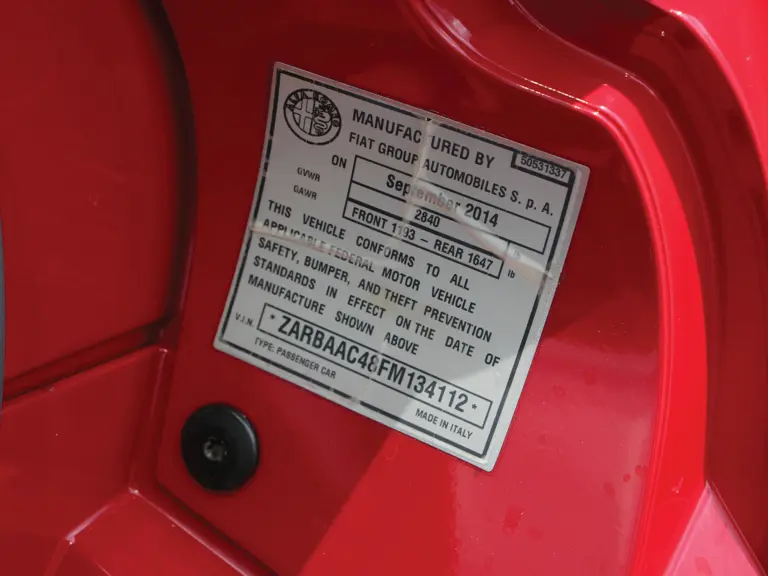 ALFA ROMEO
MANUFACTURED BY
50531337
FIAT GROUP AUTOMOBILES S.p.A.
ON September 2014
GVWR 2840 lb
GAWR FRONT 1193 – REAR 1647 lb
THIS VEHICLE CONFORMS TO ALL
APPLICABLE FEDERAL MOTOR VEHICLE
SAFETY, BUMPER, AND THEFT PREVENTION
STANDARDS IN EFFECT ON THE DATE OF
MANUFACTURE SHOWN ABOVE
V.I.N. * ZARBAAC48FM134112 *
TYPE: PASSENGER CAR
MADE IN ITALY